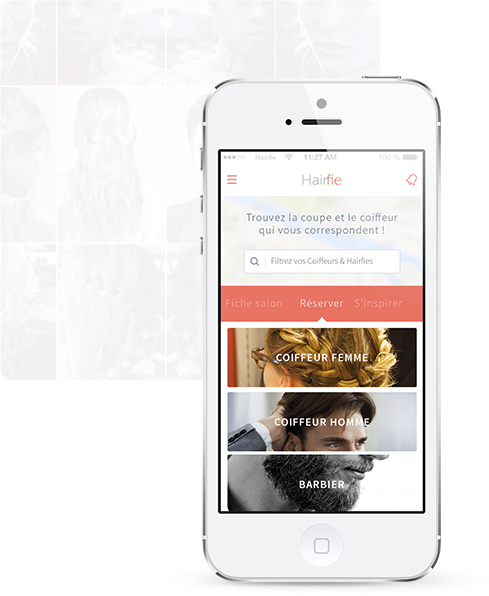 Hairfie 11:27 AM 100 %
Hairfie
Trouvez la coupe et le coiffeur
qui vous correspondent !
Filtrez vos Coiffeurs & Hairfies
Fiche salon Réserver S'inspirer
COIFFEUR FEMME
COIFFEUR HOMME
BARBIER